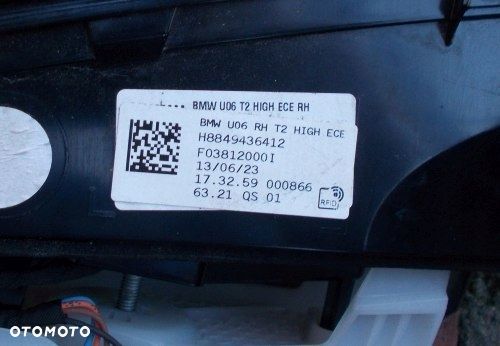 BMW U06 T2 HIGH ECE RH
BMW U06 RH T2 HIGH ECE
H8849436412
F03812000I
13/06/23
17.32.59 000866
63.21 QS 01
RFID
OTOMOTO